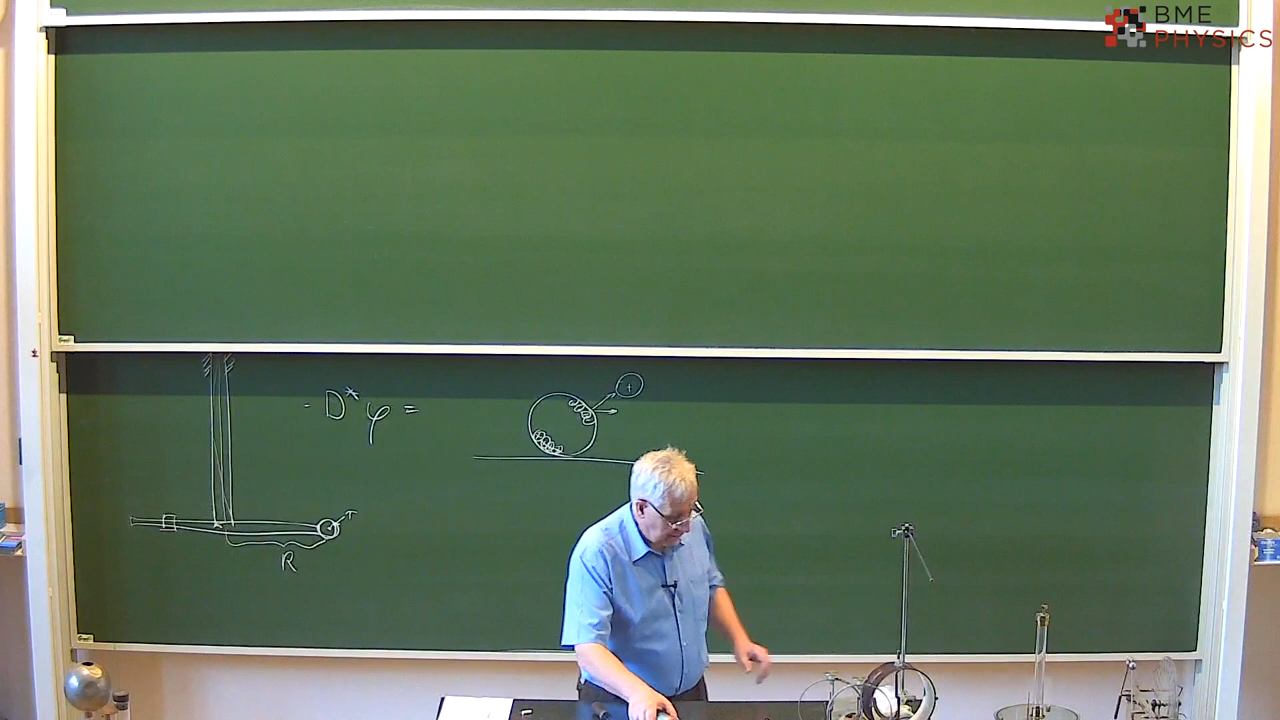 BME
PHYSICS
- D* φ =
+
r
R